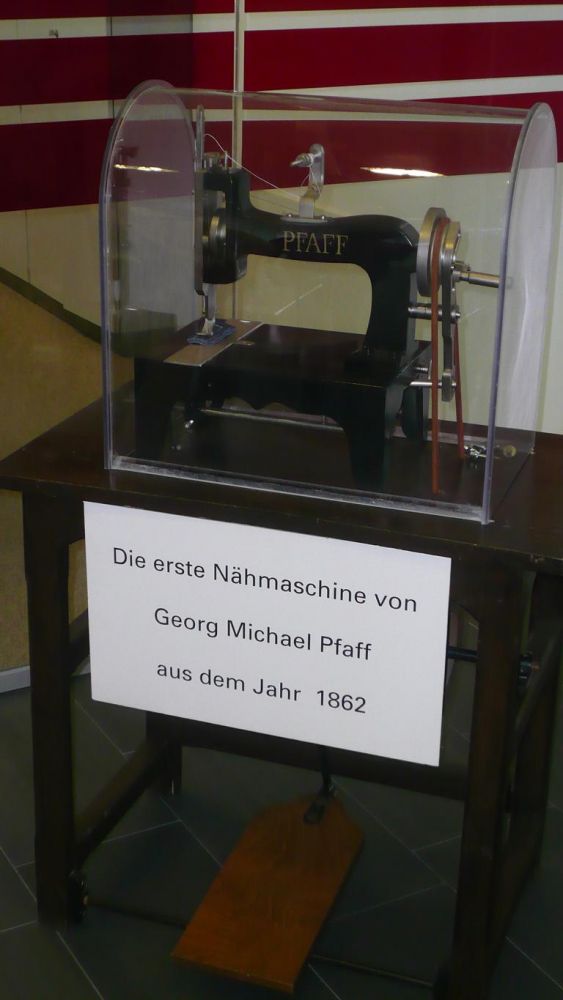 PFAFF
Die erste Nähmaschine von
Georg Michael Pfaff
aus dem Jahr 1862